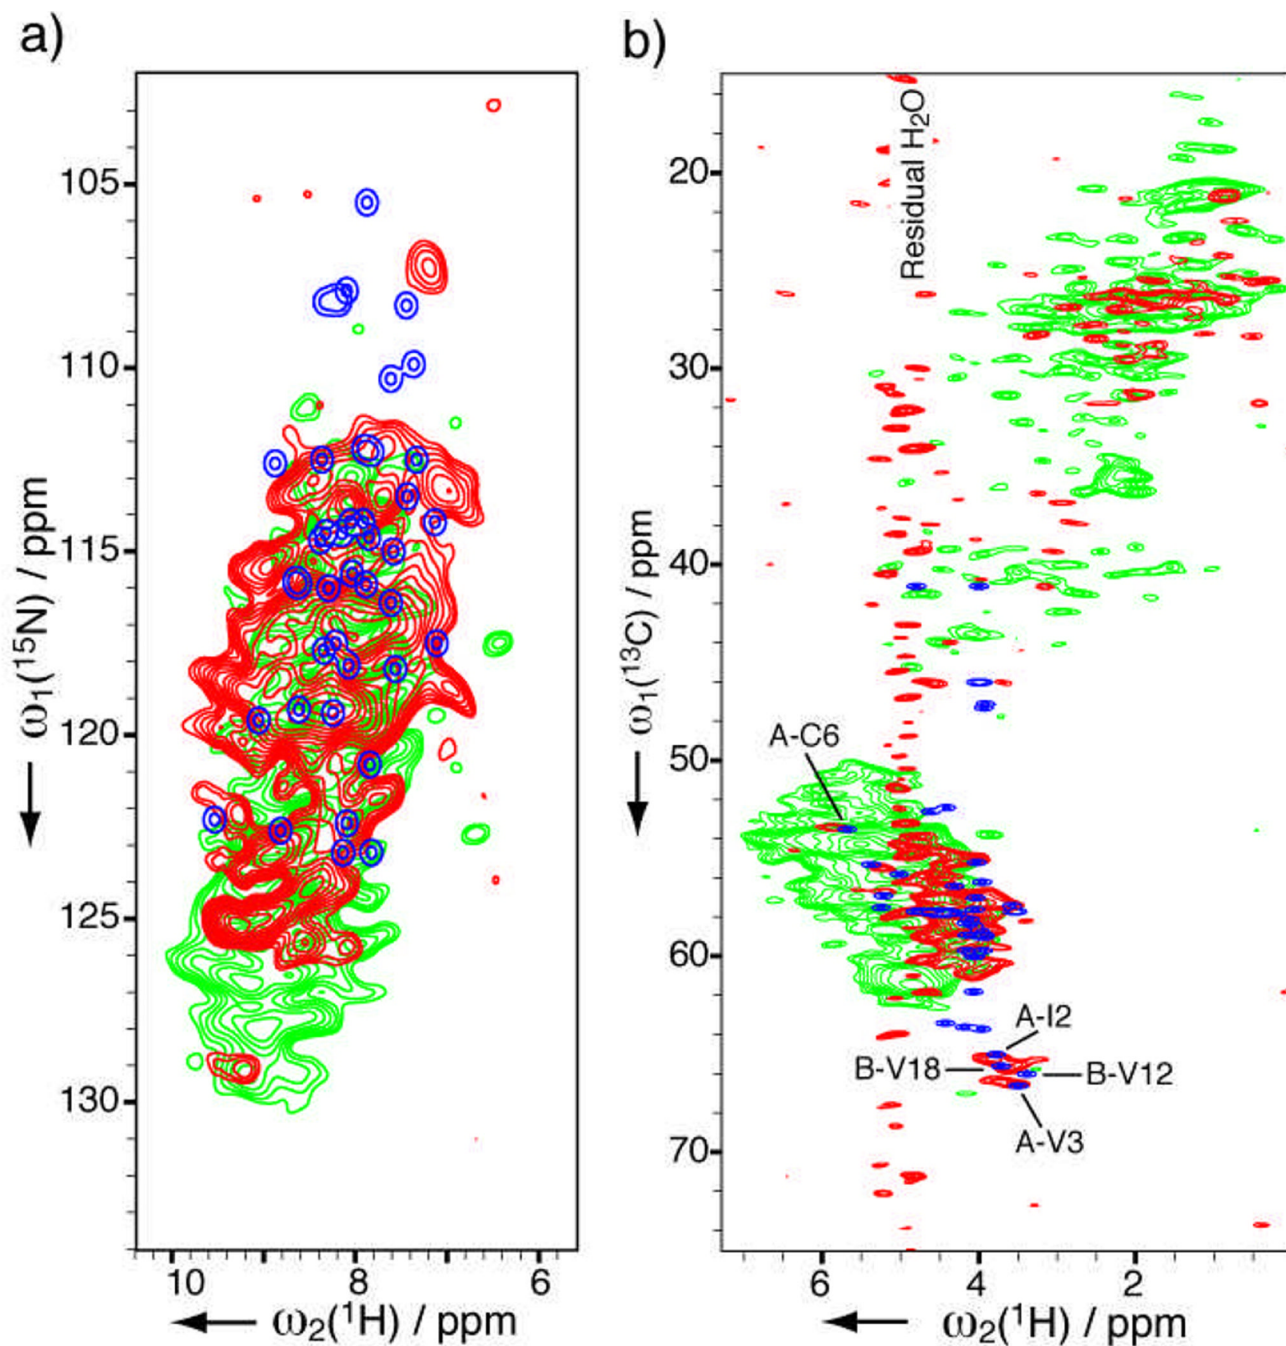 a)
105
110
115
120
125
130
ω1(15N) / ppm
10 8 6
ω2(1H) / ppm
b)
Residual H2O
20
30
40
50
60
70
ω1(13C) / ppm
A-C6
A-I2
B-V18
B-V12
A-V3
6 4 2
ω2(1H) / ppm